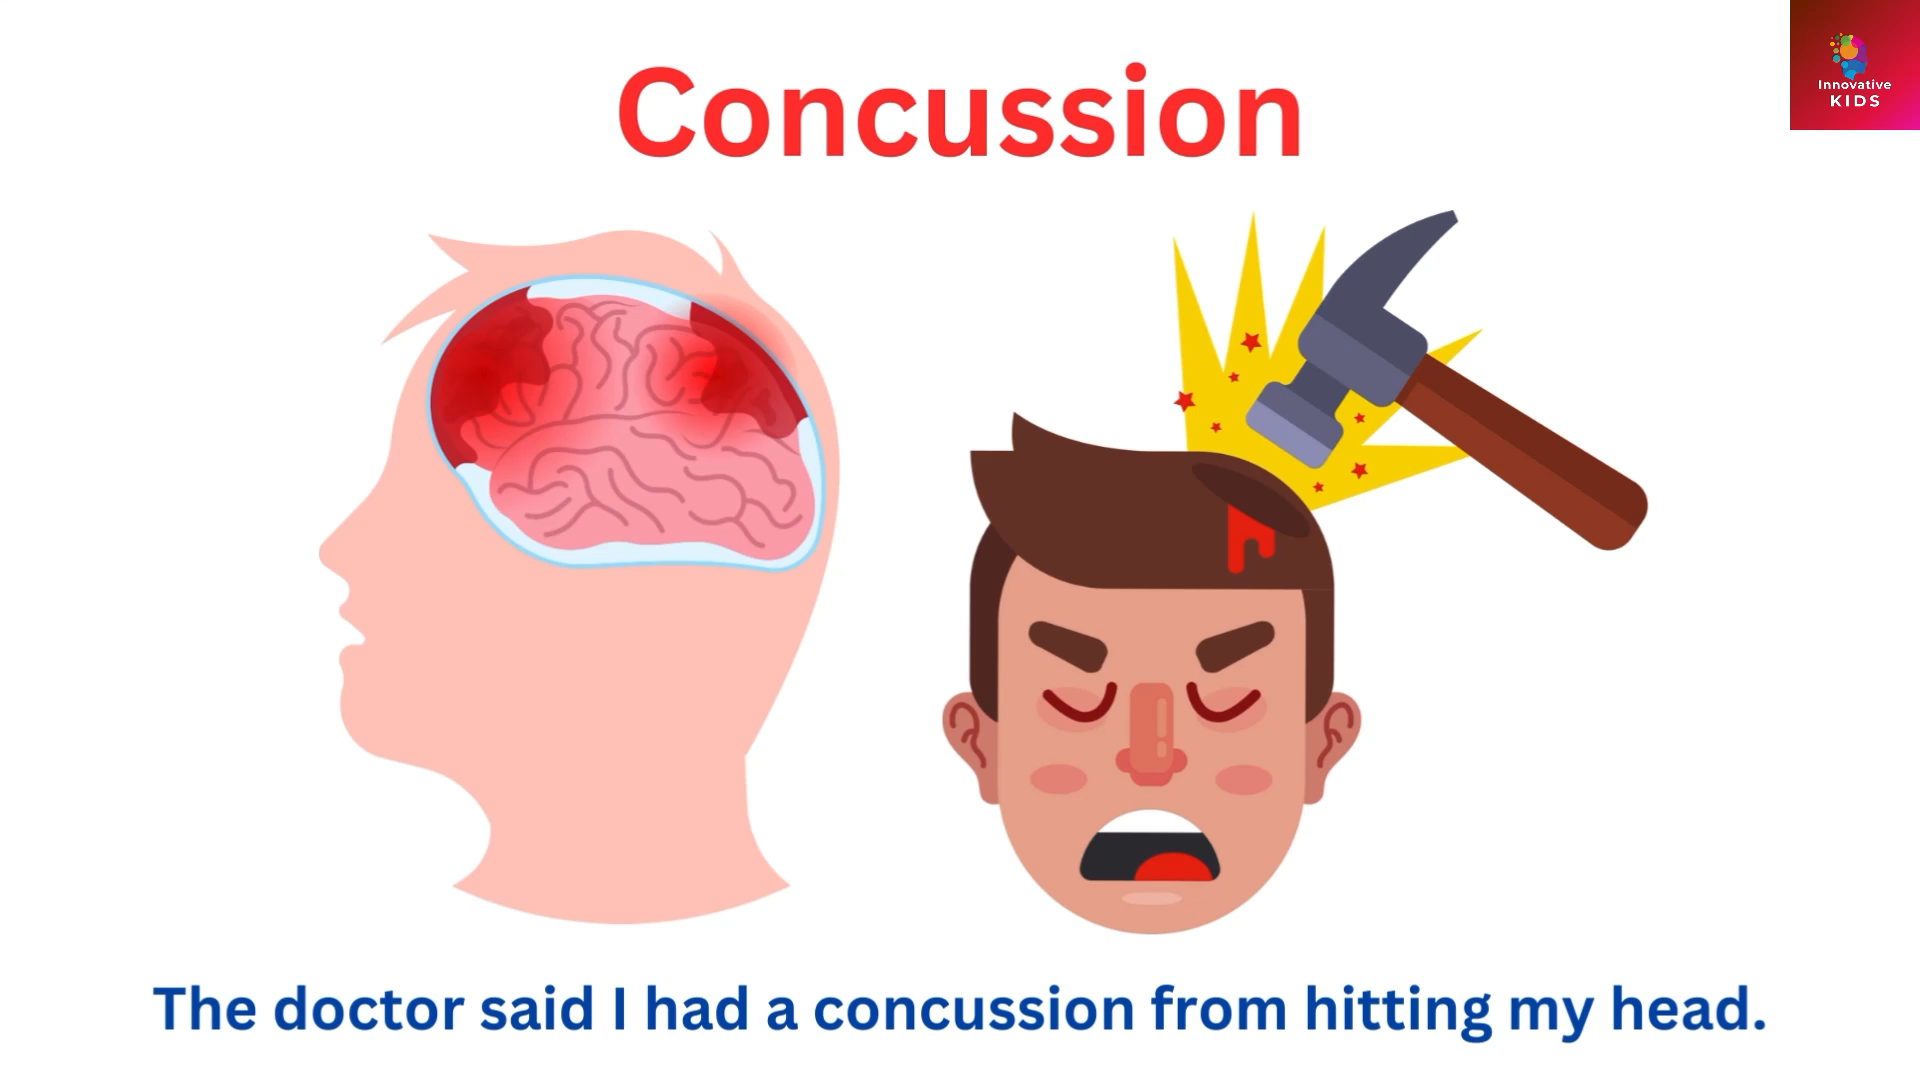 Concussion
Innovative
KIDS
The doctor said I had a concussion from hitting my head.